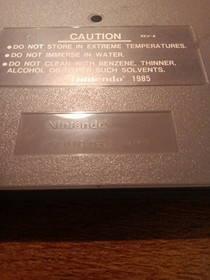 CAUTION REV-A
• DO NOT STORE IN EXTREME TEMPERATURES.
• DO NOT IMMERSE IN WATER.
• DO NOT CLEAN WITH BENZENE, THINNER,
ALCOHOL OR OTHER SUCH SOLVENTS.
Nintendo 1985
Nintendo